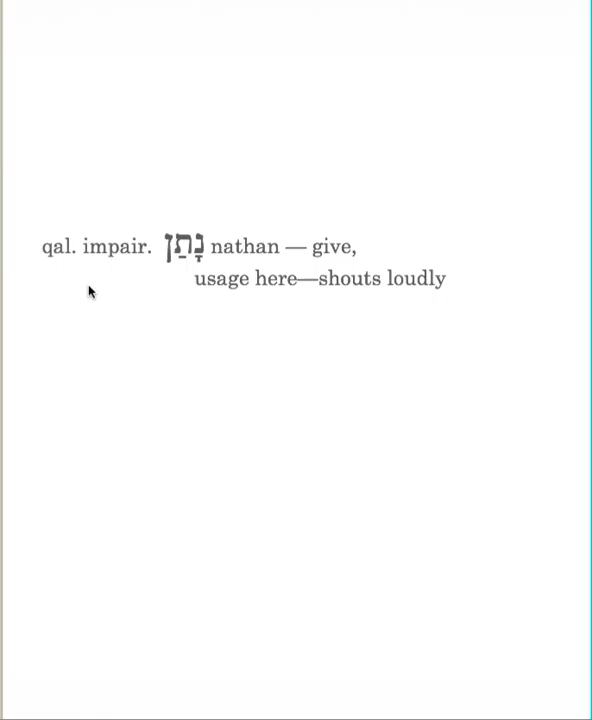 qal. impair. נָתַן nathan — give,
usage here—shouts loudly